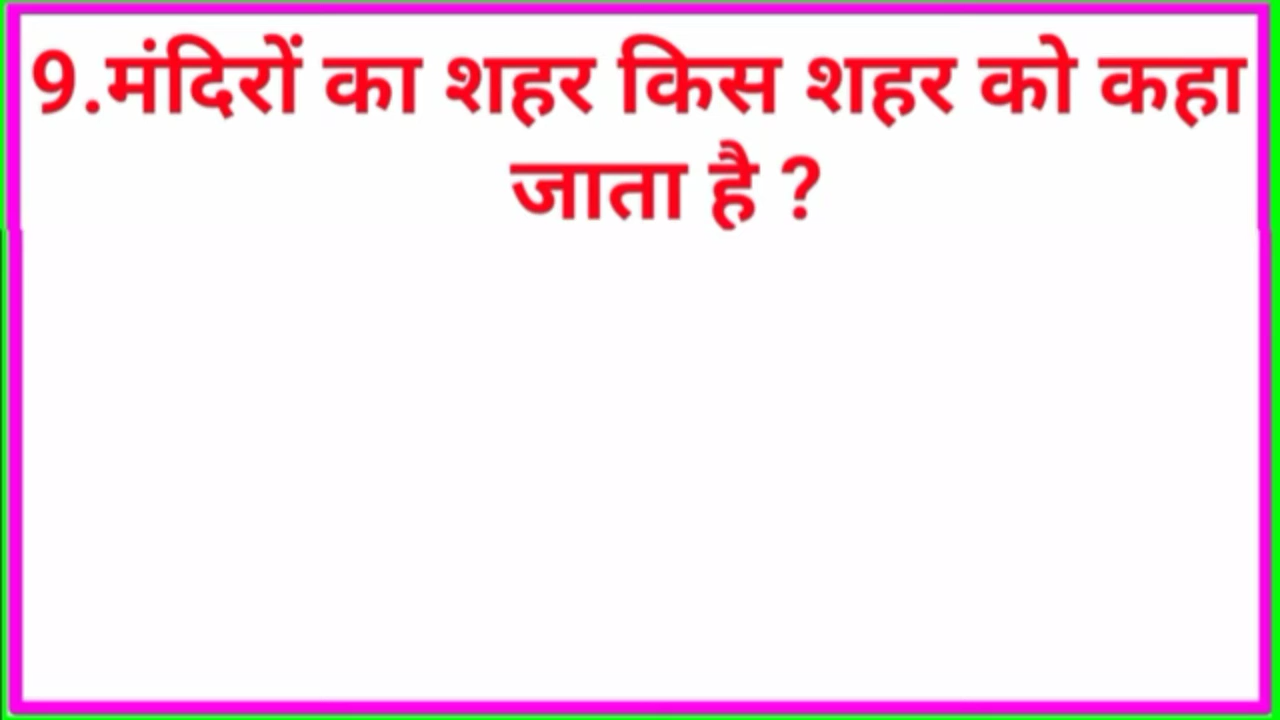 9.मंदिरों का शहर किस शहर को कहा
जाता है ?